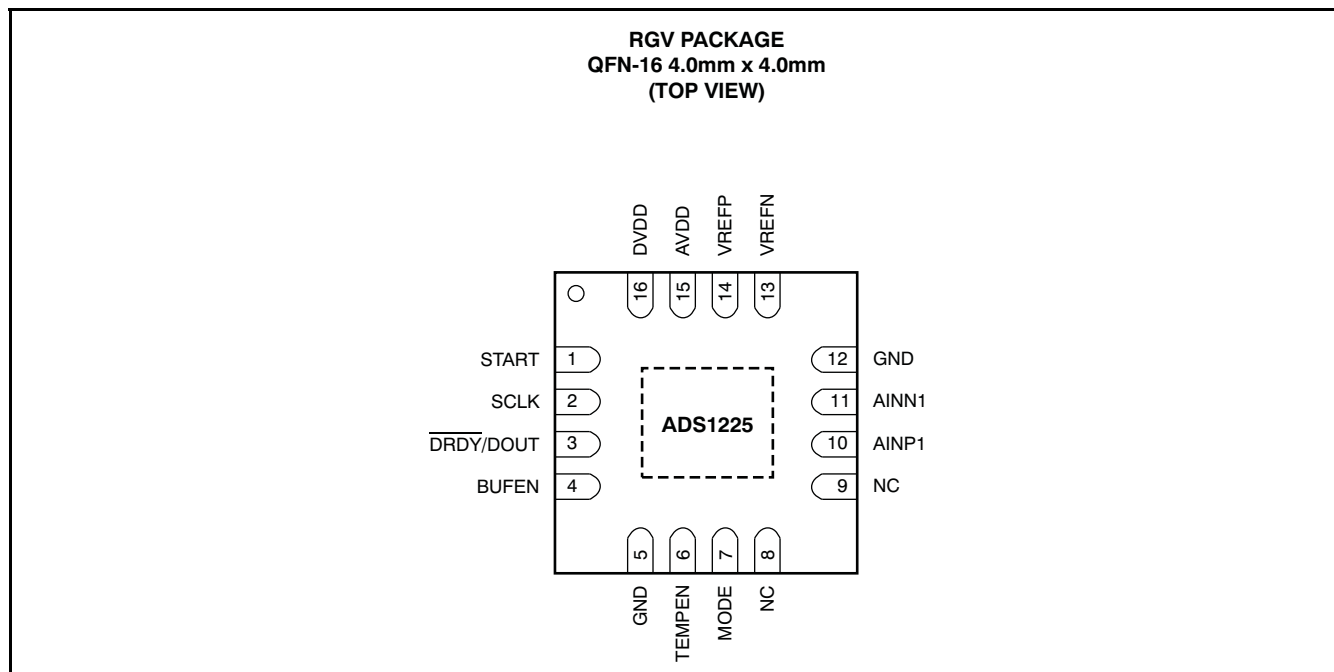 RGV PACKAGE
QFN-16 4.0mm x 4.0mm
(TOP VIEW)
DVDD
AVDD
VREFP
VREFN
16
15
14
13
START 1
SCLK 2
D̅R̅D̅Y̅/DOUT 3
BUFEN 4
ADS1225
12 GND
11 AINN1
10 AINP1
9 NC
5
6
7
8
GND
TEMPEN
MODE
NC